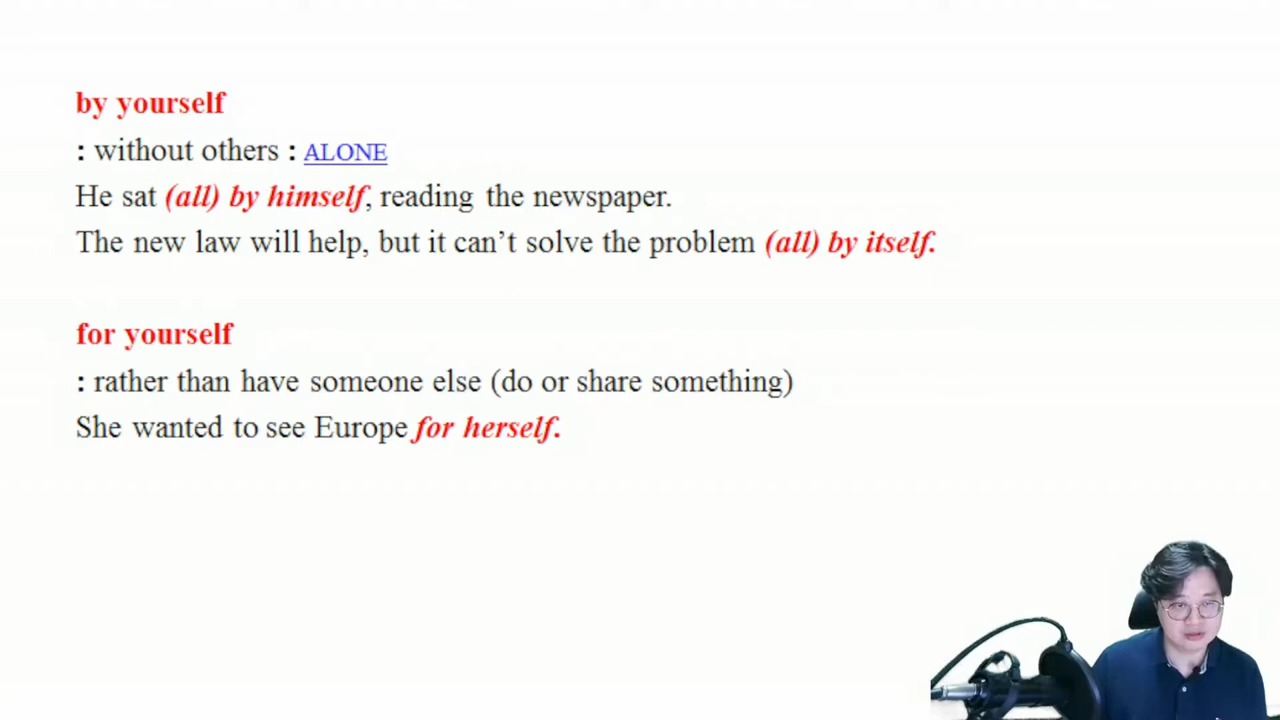 by yourself
: without others : ALONE
He sat (all) by himself, reading the newspaper.
The new law will help, but it can’t solve the problem (all) by itself.
for yourself
: rather than have someone else (do or share something)
She wanted to see Europe for herself.